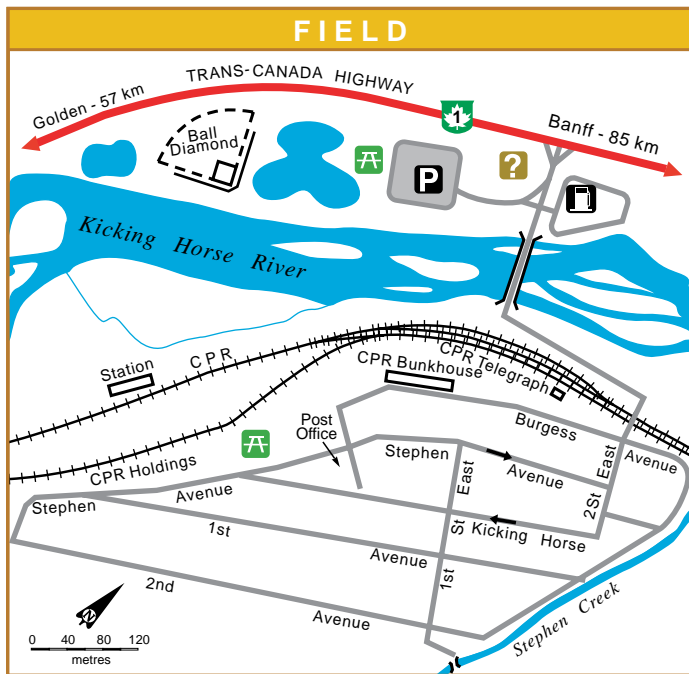 FIELD
TRANS-CANADA HIGHWAY
Golden - 57 km
1
Banff - 85 km
Ball
Diamond
P
?
Kicking Horse River
CPR
Station
CPR Telegraph
CPR Bunkhouse
Post
Office
Burgess
Avenue
CPR Holdings
Stephen
Avenue
East
2 St
East
St
1st
Kicking Horse
Stephen
Avenue
1st
Avenue
2nd
Avenue
Stephen Creek
N
0 40 80 120
metres